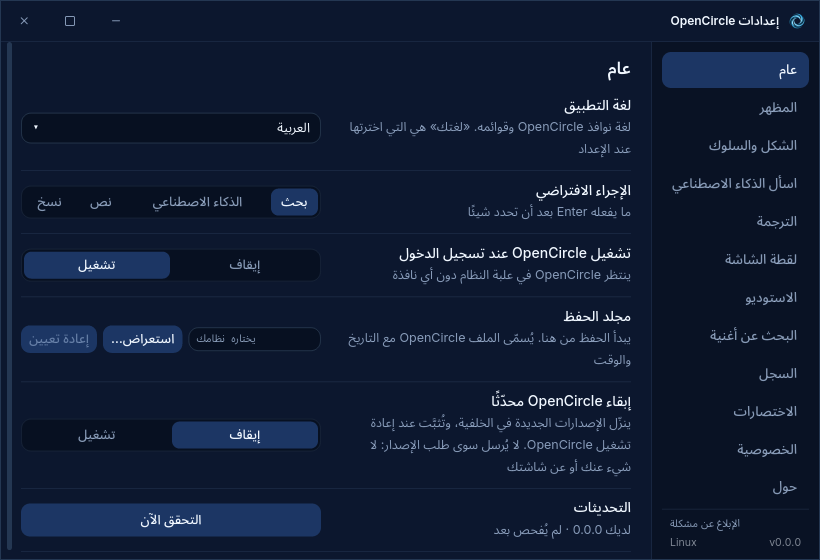 إعدادات OpenCircle
عام
المظهر
الشكل والسلوك
اسأل الذكاء الاصطناعي
الترجمة
لقطة الشاشة
الاستوديو
البحث عن أغنية
السجل
الاختصارات
الخصوصية
حول
الإبلاغ عن مشكلة
v0.0.0 Linux
عام
لغة التطبيق
لغة نوافذ OpenCircle وقوائمه. «لغتك» هي التي اخترتها
عند الإعداد
العربية
الإجراء الافتراضي
ما يفعله Enter بعد أن تحدد شيئًا
بحث الذكاء الاصطناعي نص نسخ
تشغيل OpenCircle عند تسجيل الدخول
ينتظر OpenCircle في علبة النظام دون أي نافذة
إيقاف تشغيل
مجلد الحفظ
يبدأ الحفظ من هنا. يُسمّى الملف OpenCircle مع التاريخ
والوقت
يختاره نظامك استعراض... إعادة تعيين
إبقاء OpenCircle محدّثًا
ينزّل الإصدارات الجديدة في الخلفية، وتُثبَّت عند إعادة
تشغيل OpenCircle. لا يُرسل سوى طلب الإصدار: لا
شيء عنك أو عن شاشتك
إيقاف تشغيل
التحديثات
لديك 0.0.0 · لم يُفحص بعد
التحقق الآن